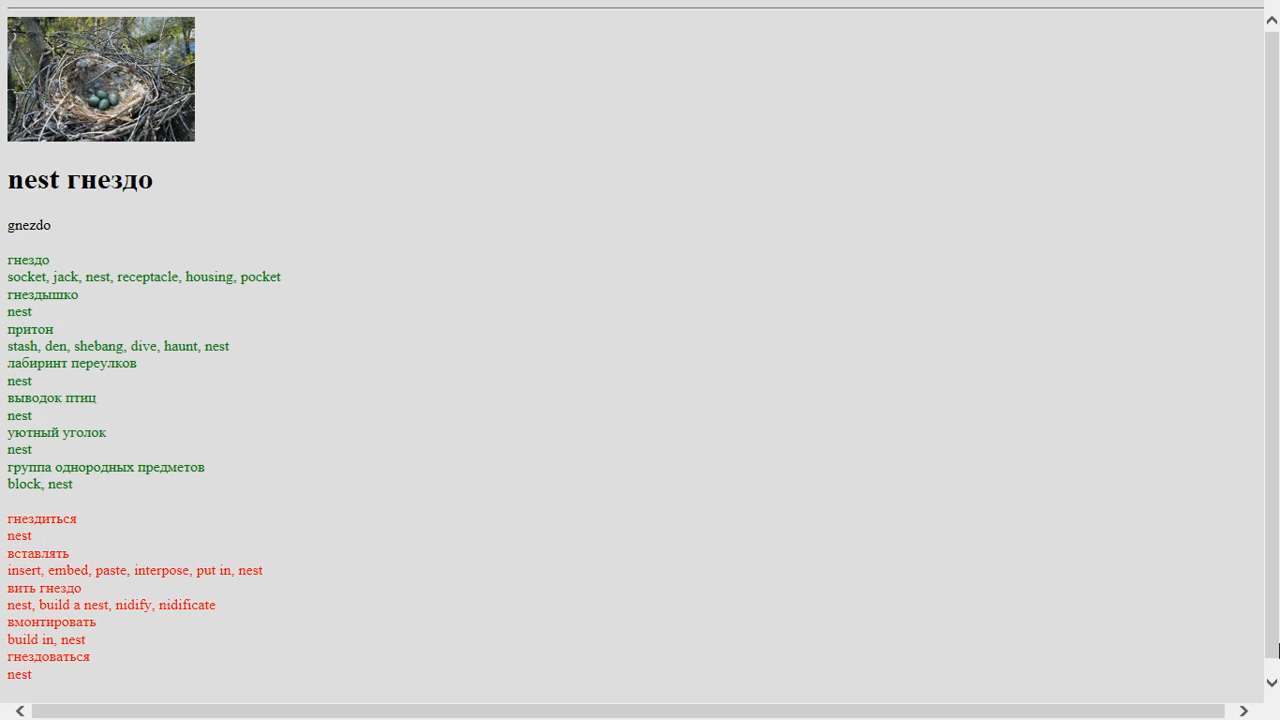 nest гнездо
gnezdo
гнездо
socket, jack, nest, receptacle, housing, pocket
гнездышко
nest
притон
stash, den, shebang, dive, haunt, nest
лабиринт переулков
nest
выводок птиц
nest
уютный уголок
nest
группа однородных предметов
block, nest
гнездиться
nest
вставлять
insert, embed, paste, interpose, put in, nest
вить гнездо
nest, build a nest, nidify, nidificate
вмонтировать
build in, nest
гнездоваться
nest